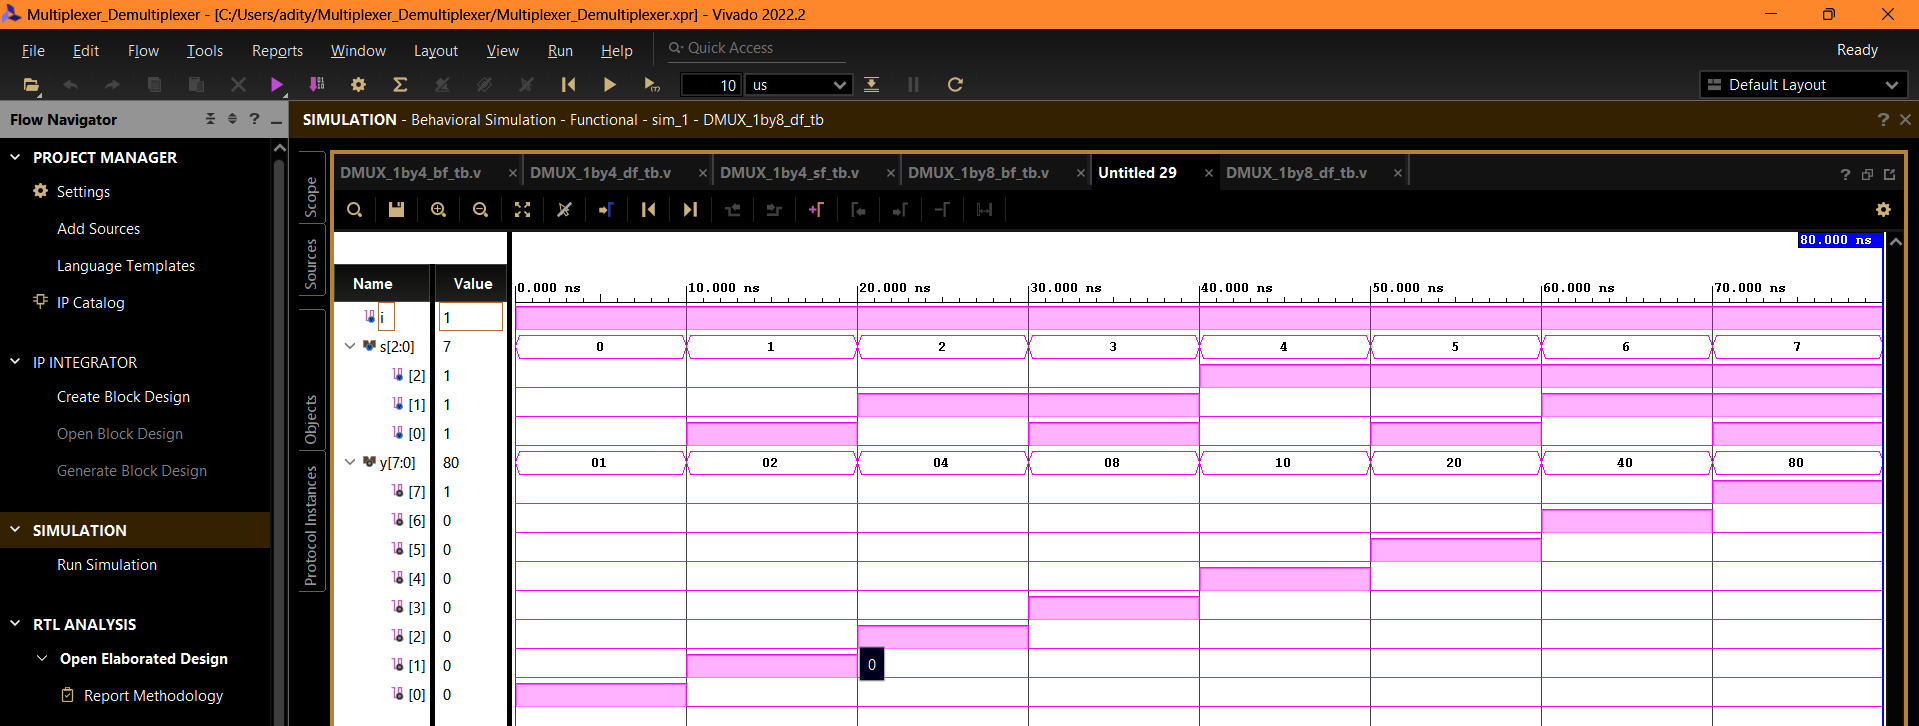 Multiplexer_Demultiplexer - [C:/Users/adity/Multiplexer_Demultiplexer/Multiplexer_Demultiplexer.xpr] - Vivado 2022.2
File Edit Flow Tools Reports Window Layout View Run Help Quick Access Ready
10 us Default Layout
Flow Navigator ? SIMULATION - Behavioral Simulation - Functional - sim_1 - DMUX_1by8_df_tb ?
PROJECT MANAGER
Settings
Add Sources
Language Templates
IP Catalog
IP INTEGRATOR
Create Block Design
Open Block Design
Generate Block Design
SIMULATION
Run Simulation
RTL ANALYSIS
Open Elaborated Design
Report Methodology
Scope
Sources
Objects
Protocol Instances
DMUX_1by4_bf_tb.v × DMUX_1by4_df_tb.v × DMUX_1by4_sf_tb.v × DMUX_1by8_bf_tb.v × Untitled 29 × DMUX_1by8_df_tb.v × ?
80.000 ns
Name Value 0.000 ns 10.000 ns 20.000 ns 30.000 ns 40.000 ns 50.000 ns 60.000 ns 70.000 ns
i 1
s[2:0] 7 0 1 2 3 4 5 6 7
[2] 1
[1] 1
[0] 1
y[7:0] 80 01 02 04 08 10 20 40 80
[7] 1
[6] 0
[5] 0
[4] 0
[3] 0
[2] 0
[1] 0 0
[0] 0